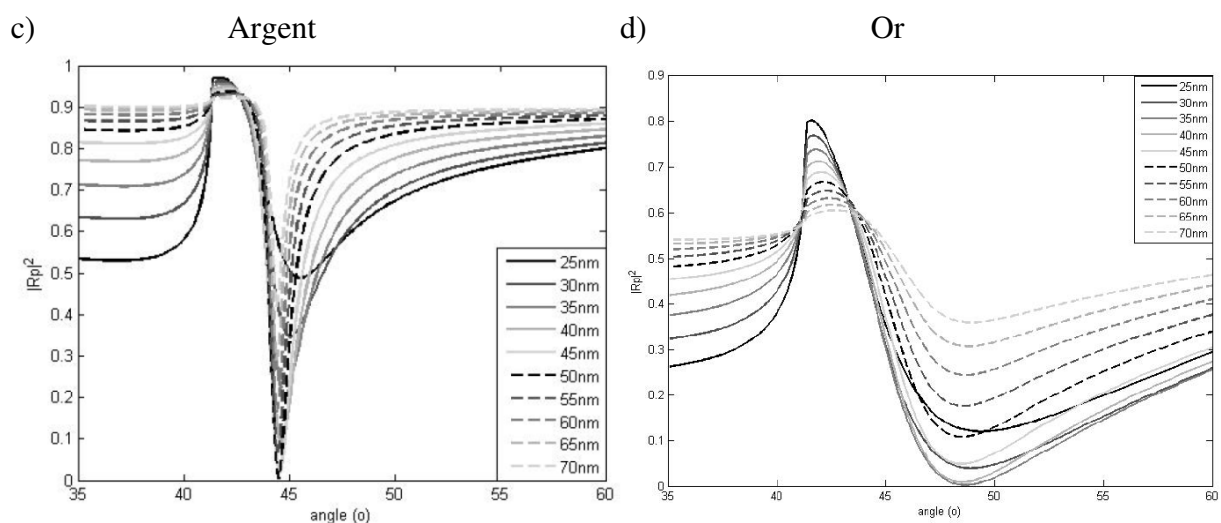 c) Argent
1
0.9
0.8
0.7
0.6
0.5
0.4
0.3
0.2
0.1
0
|Rp|²
35 40 45 50 55 60
angle (o)
25nm
30nm
35nm
40nm
45nm
50nm
55nm
60nm
65nm
70nm
d) Or
0.9
0.8
0.7
0.6
0.5
0.4
0.3
0.2
0.1
0
|Rp|²
35 40 45 50 55 60
angle (o)
25nm
30nm
35nm
40nm
45nm
50nm
55nm
60nm
65nm
70nm